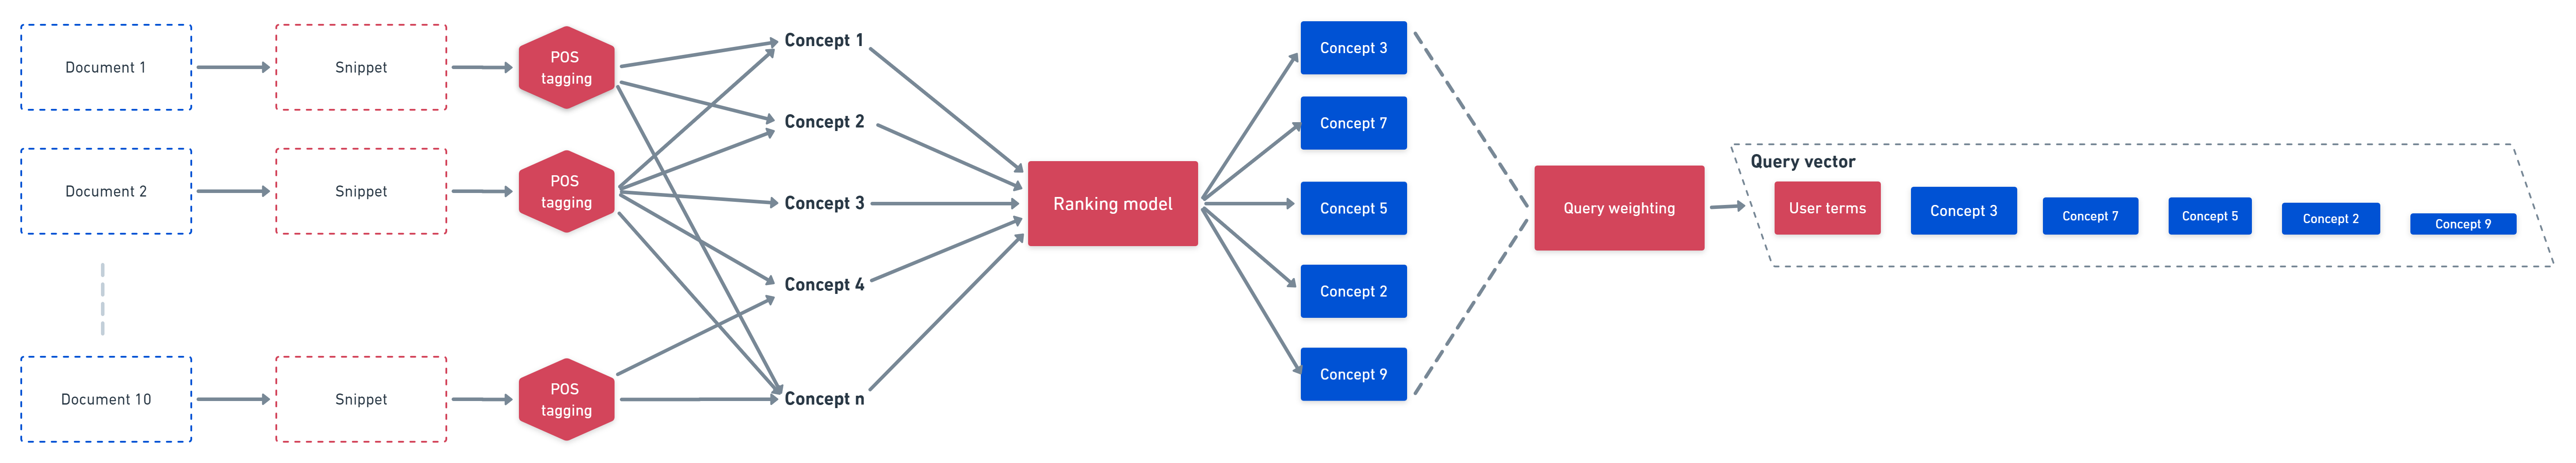 Document 1
Snippet
POS
tagging
Document 2
Snippet
POS
tagging
Document 10
Snippet
POS
tagging
Concept 1
Concept 2
Concept 3
Concept 4
Concept n
Ranking model
Concept 3
Concept 7
Concept 5
Concept 2
Concept 9
Query weighting
Query vector
User terms
Concept 3
Concept 7
Concept 5
Concept 2
Concept 9